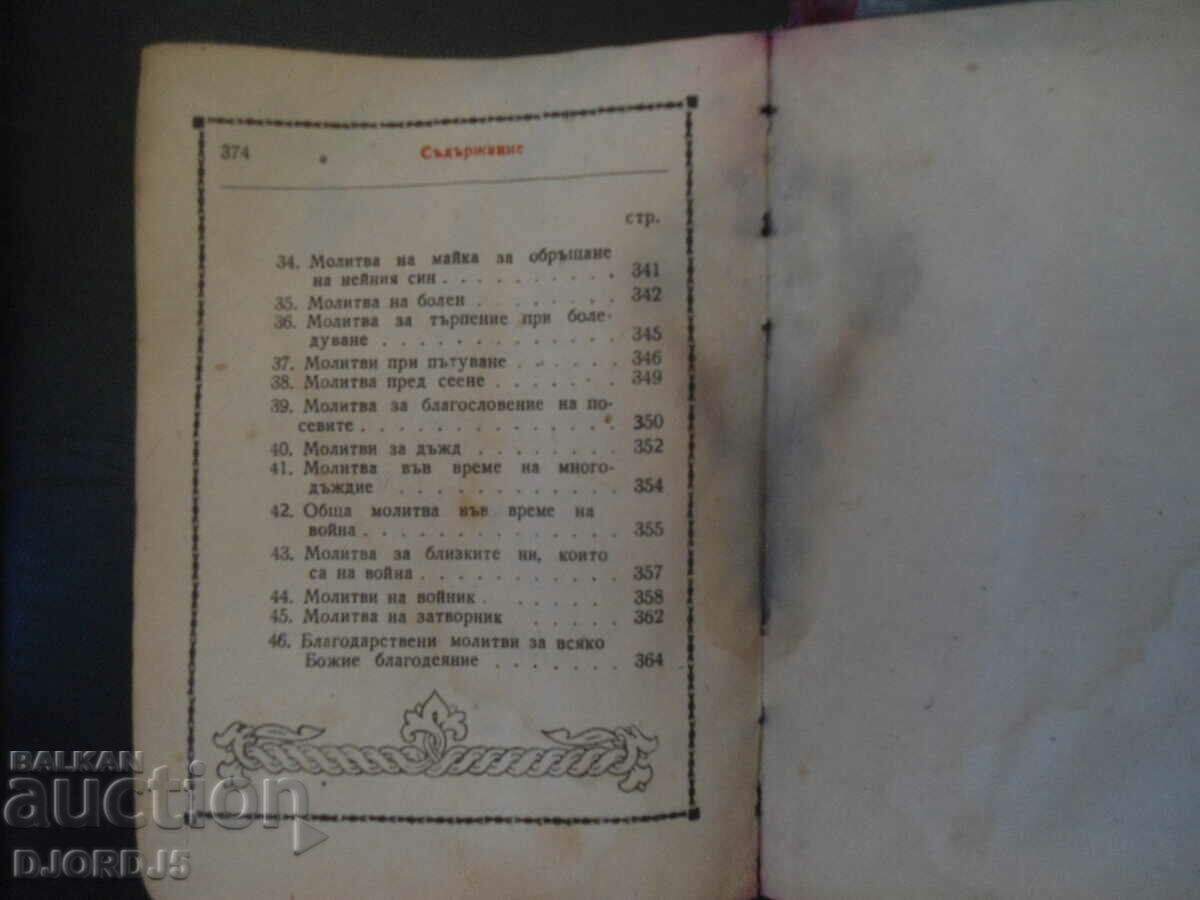 374 Съдържание
стр.
34. Молитва на майка за обръщане
на нейния син . . . . . . . . . . 341
35. Молитва на болен . . . . . . . . 342
36. Молитва за търпение при боле-
дуване . . . . . . . . . . . . . 345
37. Молитви при пътуване . . . . . . 346
38. Молитва пред сеене . . . . . . . 349
39. Молитва за благословение на по-
севите . . . . . . . . . . . . . . 350
40. Молитви за дъжд . . . . . . . . 352
41. Молитва във време на много-
дъждие . . . . . . . . . . . . 354
42. Обща молитва във време на
война . . . . . . . . . . . . . . 355
43. Молитва за близките ни, които
са на война . . . . . . . . . . . 357
44. Молитви на войник . . . . . . 358
45. Молитва на затворник . . . . . 362
46. Благодарствени молитви за всяко
Божие благодеяние . . . . . . . 364
BALKAN
auction
DJORDJ5